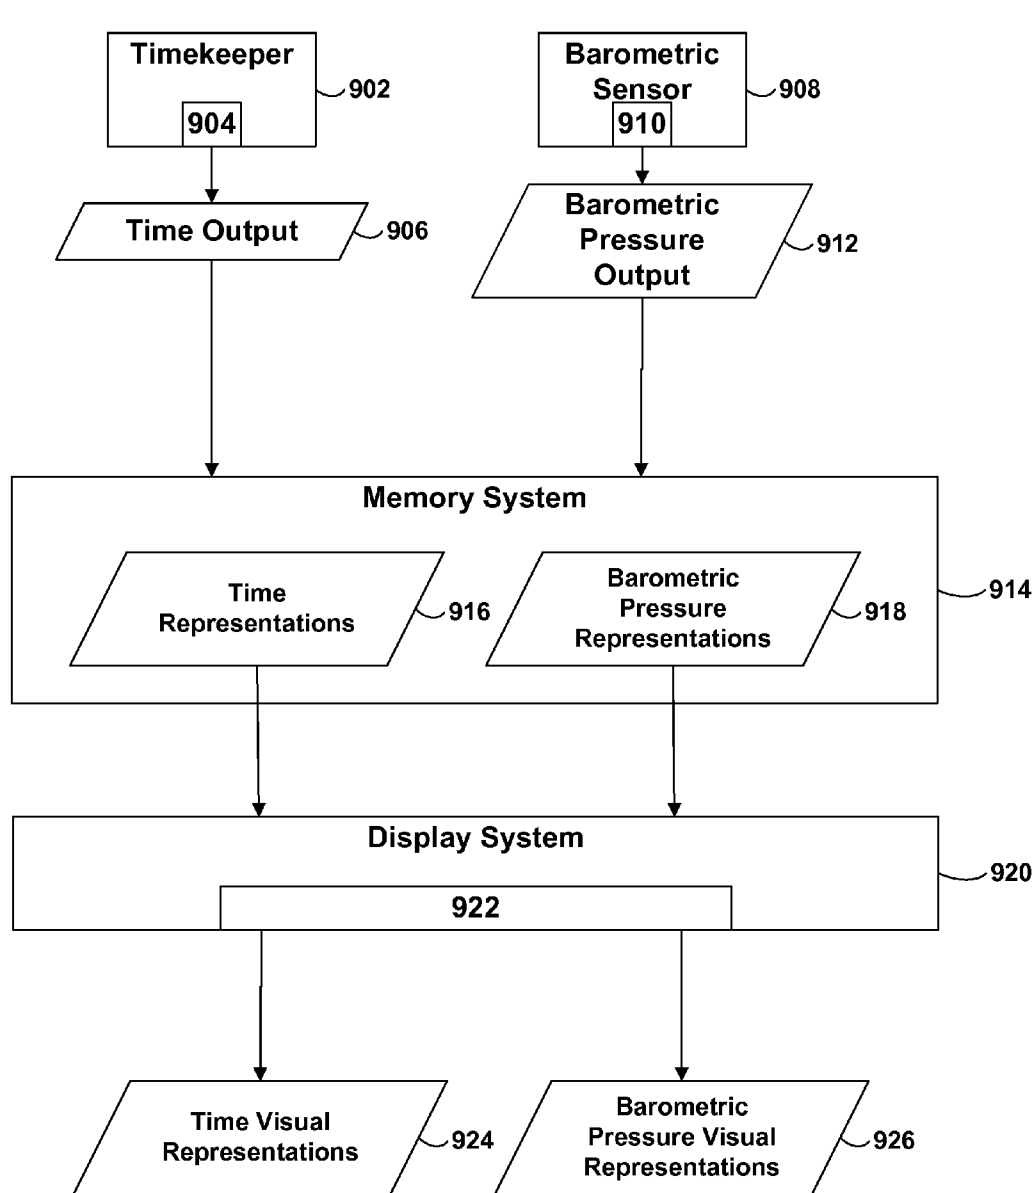 Timekeeper
902
904
Barometric
Sensor
908
910
Time Output
906
Barometric
Pressure
Output
912
Memory System
914
Time
Representations
916
Barometric
Pressure
Representations
918
Display System
920
922
Time Visual
Representations
924
Barometric
Pressure Visual
Representations
926